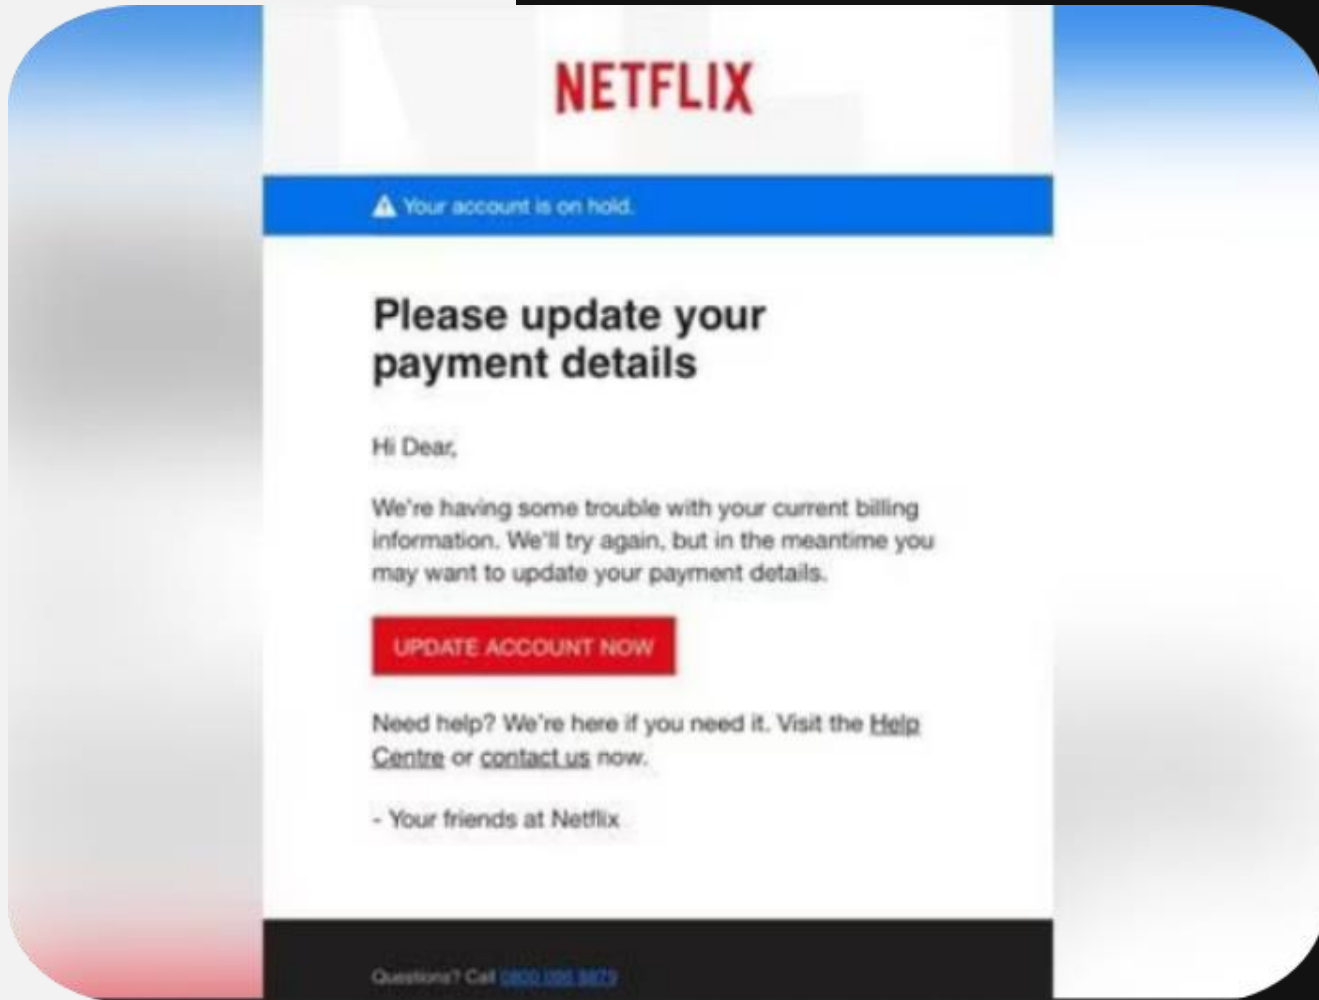 NETFLIX
Your account is on hold.
Please update your
payment details
Hi Dear,
We're having some trouble with your current billing
information. We'll try again, but in the meantime you
may want to update your payment details.
UPDATE ACCOUNT NOW
Need help? We're here if you need it. Visit the Help
Centre or contact us now.
- Your friends at Netflix
Questions? Call